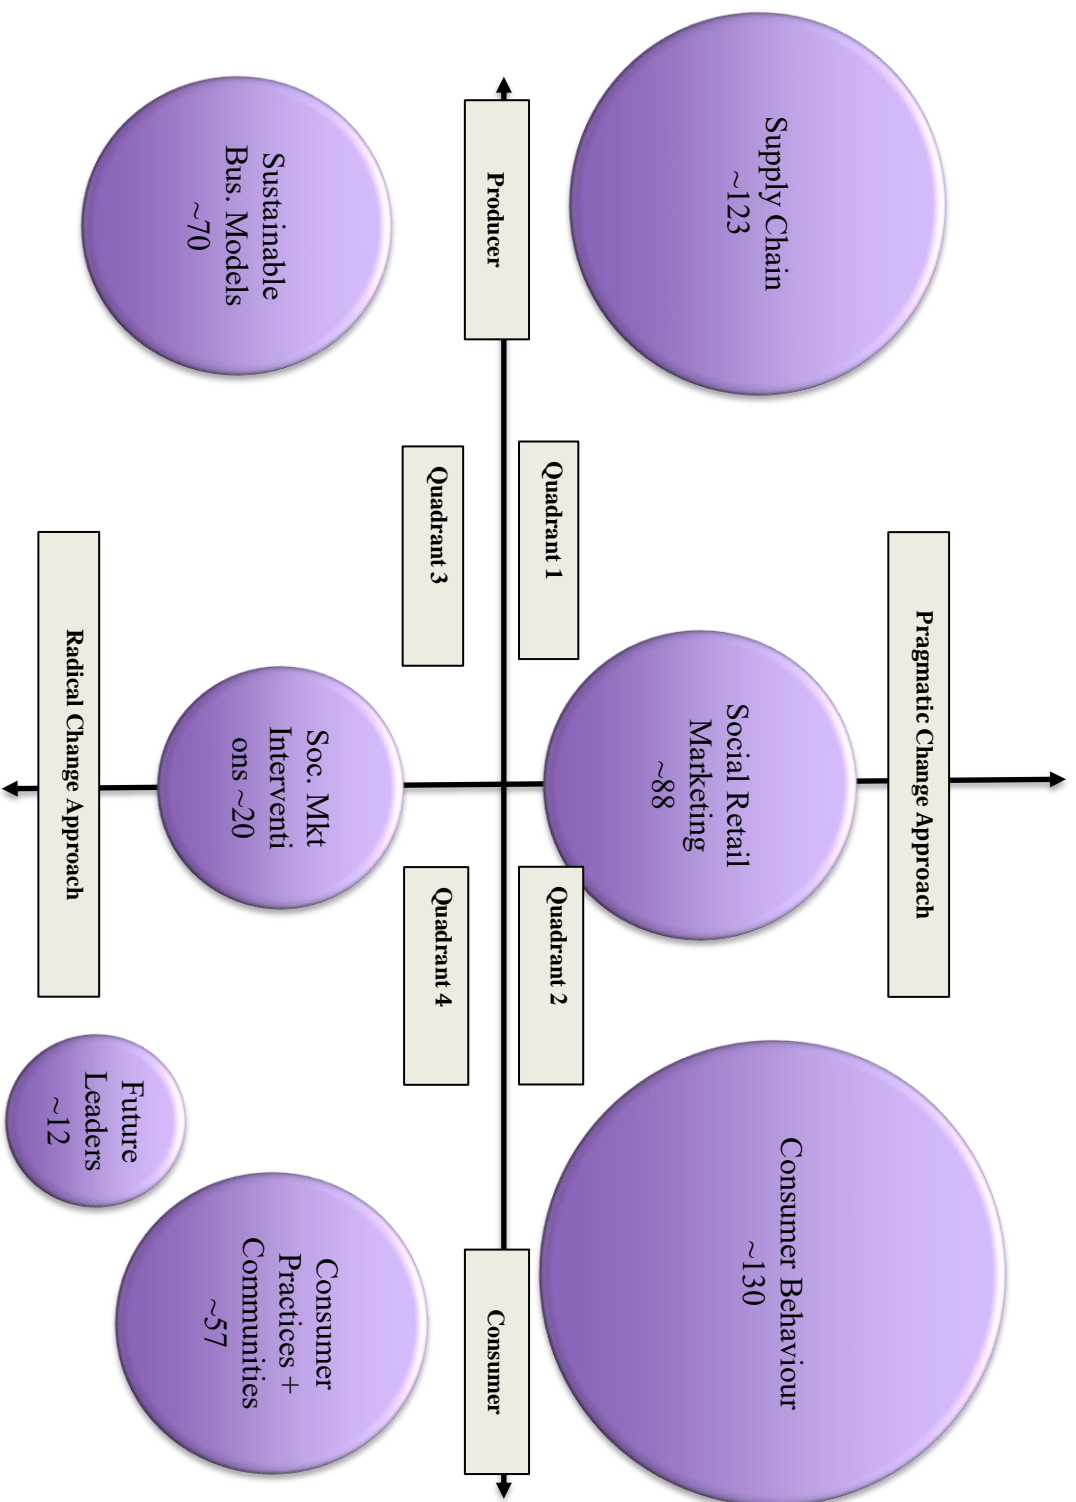 Pragmatic Change Approach
Supply Chain
~123
Social Retail
Marketing
~88
Consumer Behaviour
~130
Quadrant 1
Quadrant 2
Producer
Consumer
Quadrant 3
Quadrant 4
Sustainable
Bus. Models
~70
Soc. Mkt
Interventi
ons ~20
Consumer
Practices +
Communities
~57
Future
Leaders
~12
Radical Change Approach